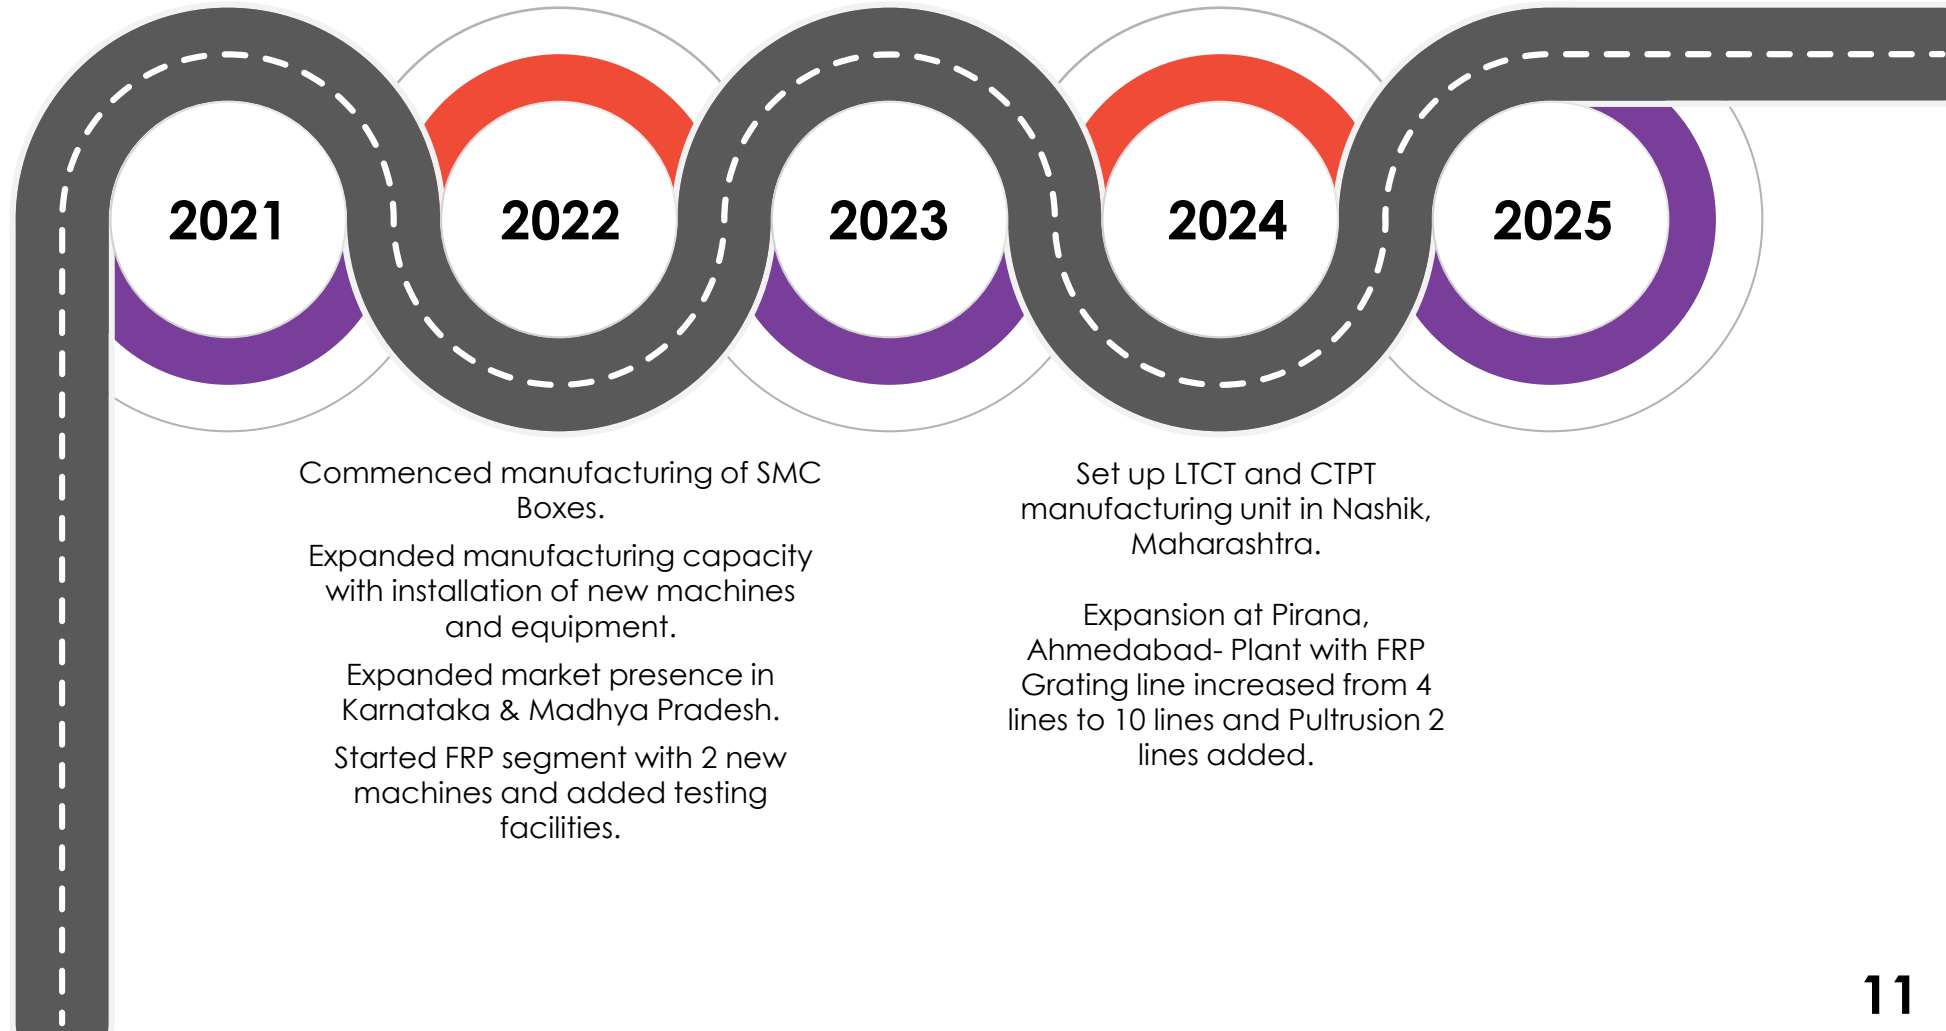 2021
2022
2023
2024
2025
Commenced manufacturing of SMC
Boxes.
Expanded manufacturing capacity
with installation of new machines
and equipment.
Expanded market presence in
Karnataka & Madhya Pradesh.
Started FRP segment with 2 new
machines and added testing
facilities.
Set up LTCT and CTPT
manufacturing unit in Nashik,
Maharashtra.
Expansion at Pirana,
Ahmedabad- Plant with FRP
Grating line increased from 4
lines to 10 lines and Pultrusion 2
lines added.
11